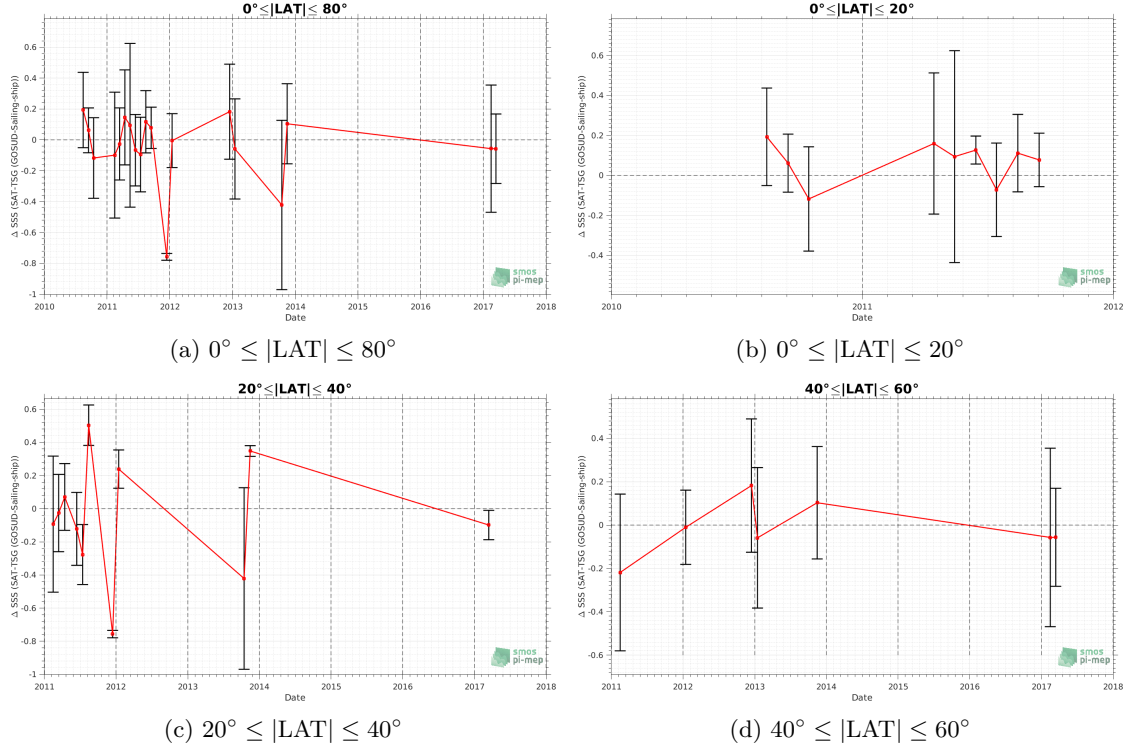 0°≤|LAT|≤ 80°
Δ SSS (SAT-TSG (GOSUD-Sailing-ship))
0.6
0.4
0.2
0
-0.2
-0.4
-0.6
-0.8
-1
2010 2011 2012 2013 2014 2015 2016 2017 2018
Date
smos
pi-mep
(a) 0° ≤ |LAT| ≤ 80°
0°≤|LAT|≤ 20°
Δ SSS (SAT-TSG (GOSUD-Sailing-ship))
0.6
0.4
0.2
0
-0.2
-0.4
2010 2011 2012
Date
smos
pi-mep
(b) 0° ≤ |LAT| ≤ 20°
20°≤|LAT|≤ 40°
Δ SSS (SAT-TSG (GOSUD-Sailing-ship))
0.6
0.4
0.2
0
-0.2
-0.4
-0.6
-0.8
-1
2011 2012 2013 2014 2015 2016 2017 2018
Date
smos
pi-mep
(c) 20° ≤ |LAT| ≤ 40°
40°≤|LAT|≤ 60°
Δ SSS (SAT-TSG (GOSUD-Sailing-ship))
0.4
0.2
0
-0.2
-0.4
-0.6
2011 2012 2013 2014 2015 2016 2017 2018
Date
smos
pi-mep
(d) 40° ≤ |LAT| ≤ 60°